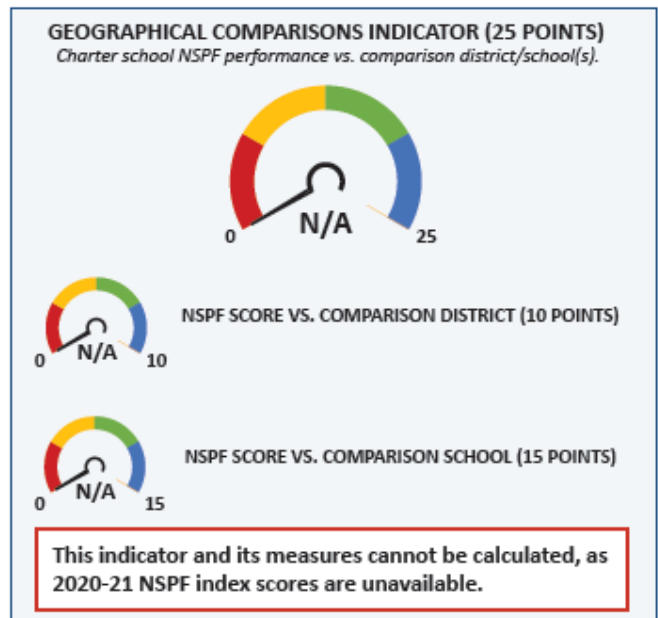 GEOGRAPHICAL COMPARISONS INDICATOR (25 POINTS)
Charter school NSPF performance vs. comparison district/school(s).
N/A
0
25
NSPF SCORE VS. COMPARISON DISTRICT (10 POINTS)
N/A
0
10
NSPF SCORE VS. COMPARISON SCHOOL (15 POINTS)
N/A
0
15
This indicator and its measures cannot be calculated, as
2020-21 NSPF index scores are unavailable.